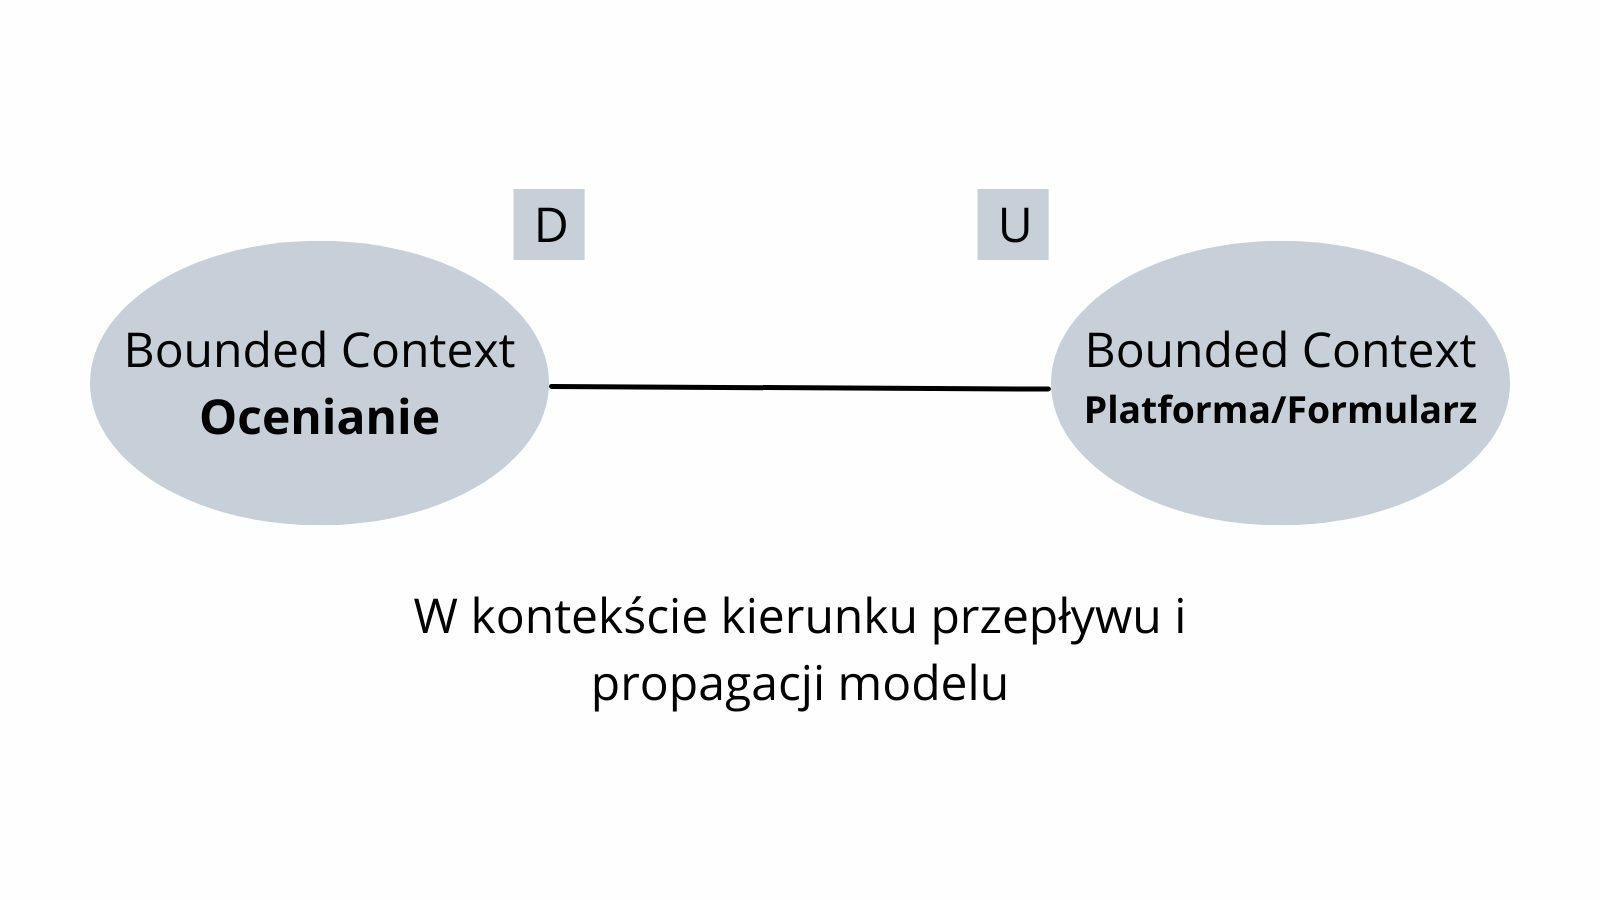 D
U
Bounded Context
Ocenianie
Bounded Context
Platforma/Formularz
W kontekście kierunku przepływu i
propagacji modelu